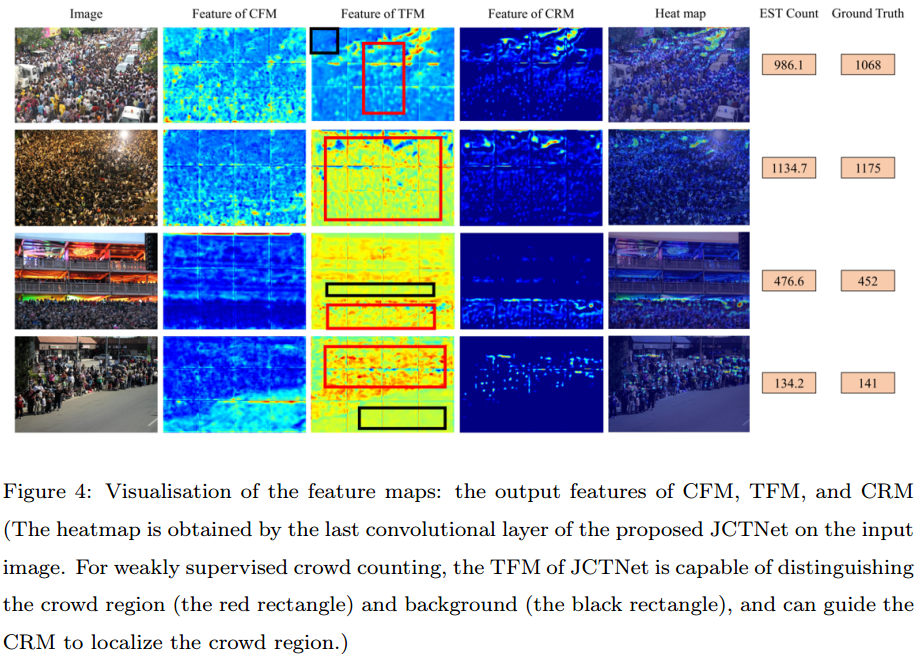 Image Feature of CFM Feature of TFM Feature of CRM Heat map EST Count Ground Truth
986.1 1068
1134.7 1175
476.6 452
134.2 141
Figure 4: Visualisation of the feature maps: the output features of CFM, TFM, and CRM
(The heatmap is obtained by the last convolutional layer of the proposed JCTNet on the input
image. For weakly supervised crowd counting, the TFM of JCTNet is capable of distinguishing
the crowd region (the red rectangle) and background (the black rectangle), and can guide the
CRM to localize the crowd region.)